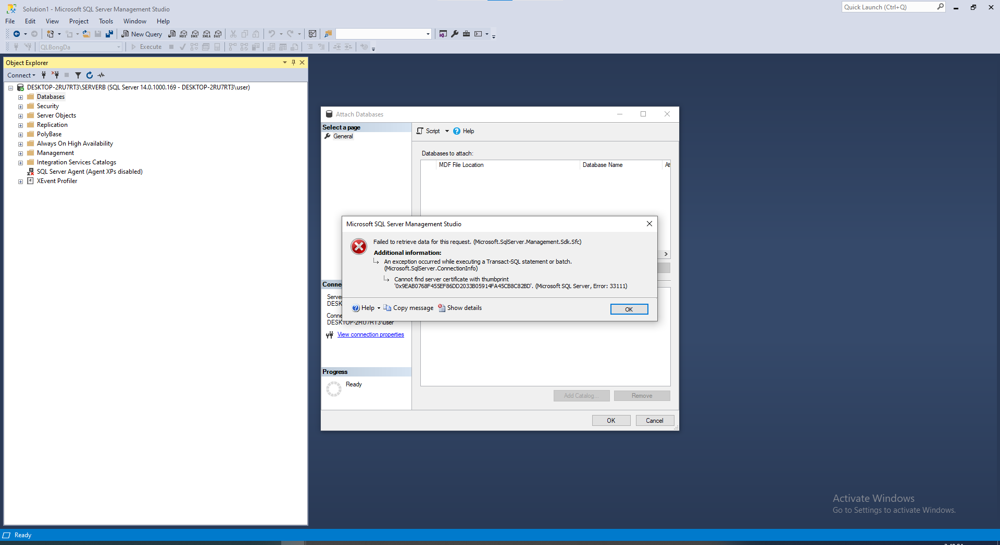 Solution1 - Microsoft SQL Server Management Studio
Quick Launch (Ctrl+Q)
File Edit View Project Tools Window Help
New Query MDX DMX XMLA DAX
QLBongDa Execute
Object Explorer
Connect
DESKTOP-2RU7RT3\SERVERB (SQL Server 14.0.1000.169 - DESKTOP-2RU7RT3\user)
Databases
Security
Server Objects
Replication
PolyBase
Always On High Availability
Management
Integration Services Catalogs
SQL Server Agent (Agent XPs disabled)
XEvent Profiler
Attach Databases
Select a page
General
Script Help
Databases to attach:
MDF File Location Database Name At
Microsoft SQL Server Management Studio
Failed to retrieve data for this request. (Microsoft.SqlServer.Management.Sdk.Sfc)
Additional information:
An exception occurred while executing a Transact-SQL statement or batch.
(Microsoft.SqlServer.ConnectionInfo)
Cannot find server certificate with thumbprint
'0x9EAB0768F455EF86DD2033B05914FA45CB8C82BD'. (Microsoft SQL Server, Error: 33111)
Help Copy message Show details OK
Conne
Serve
DESK
Conne
DESKTOP-2RU7RT3\user
View connection properties
Progress
Ready
Add Catalog... Remove
OK Cancel
Activate Windows
Go to Settings to activate Windows.
Ready